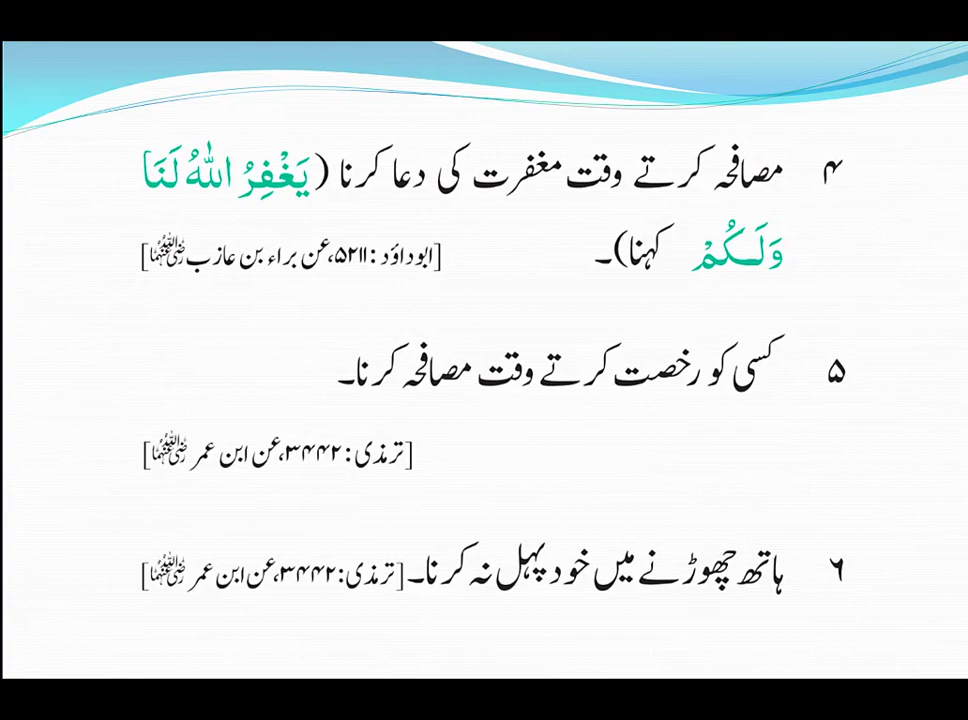 ۴ مصافحہ کرتے وقت مغفرت کی دعا کرنا (يَغْفِرُ اللّٰهُ لَنَا
وَلَكُمْ کہنا)۔ [ابوداؤد: ۵۲۱۱،عن براء بن عازب رضی اللہ عنہما]
۵ کسی کو رخصت کرتے وقت مصافحہ کرنا۔
[ترمذی: ۳۴۴۲،عن ابن عمر رضی اللہ عنہما]
۶ ہاتھ چھوڑنے میں خود پہل نہ کرنا۔ [ترمذی: ۳۴۴۲،عن ابن عمر رضی اللہ عنہما]